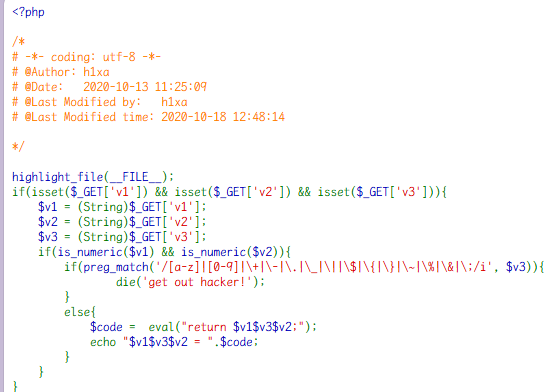 <?php
/*
# -*- coding: utf-8 -*-
# @Author: h1xa
# @Date:   2020-10-13 11:25:09
# @Last Modified by:   h1xa
# @Last Modified time: 2020-10-18 12:48:14
*/
highlight_file(__FILE__);
if(isset($_GET['v1']) && isset($_GET['v2']) && isset($_GET['v3'])){
    $v1 = (String)$_GET['v1'];
    $v2 = (String)$_GET['v2'];
    $v3 = (String)$_GET['v3'];
    if(is_numeric($v1) && is_numeric($v2)){
        if(preg_match('/[a-z]|[0-9]|\+|\-|\.|\_|\||\$|\{|\}|\~|\%|\&|\;/i', $v3)){
                die('get out hacker!');
        }
        else{
            $code =  eval("return $v1$v3$v2;");
            echo "$v1$v3$v2 = ".$code;
        }
    }
}